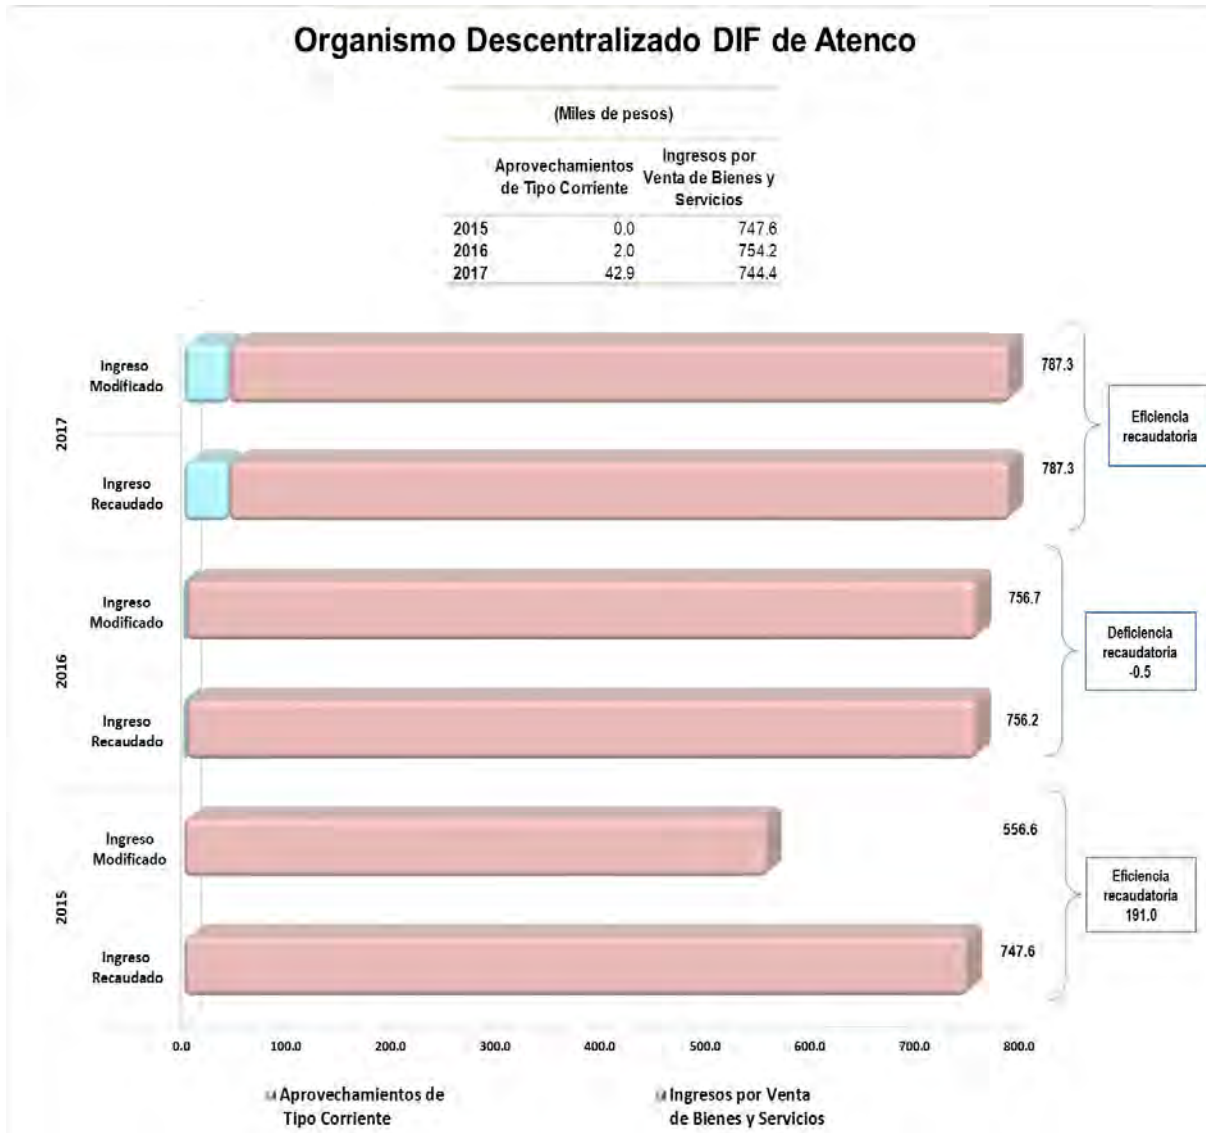 Organismo Descentralizado DIF de Atenco
(Miles de pesos)
Aprovechamientos
de Tipo Corriente
Ingresos por
Venta de Bienes y
Servicios
2015 0.0 747.6
2016 2.0 754.2
2017 42.9 744.4
2017
Ingreso
Modificado
787.3
Ingreso
Recaudado
787.3
Eficiencia
recaudatoria
2016
Ingreso
Modificado
756.7
Ingreso
Recaudado
756.2
Deficiencia
recaudatoria
-0.5
2015
Ingreso
Modificado
556.6
Ingreso
Recaudado
747.6
Eficiencia
recaudatoria
191.0
0.0 100.0 200.0 300.0 400.0 500.0 600.0 700.0 800.0
Aprovechamientos de
Tipo Corriente
Ingresos por Venta
de Bienes y Servicios